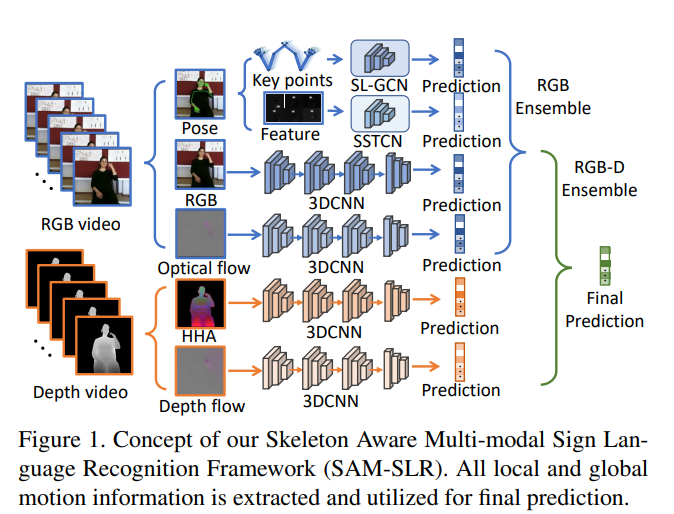 Key points
SL-GCN
Prediction
RGB
Ensemble
Pose
Feature
SSTCN
Prediction
RGB-D
Ensemble
RGB
3DCNN
Prediction
RGB video
Optical flow
3DCNN
Prediction
Final
Prediction
HHA
3DCNN
Prediction
Depth video
Depth flow
3DCNN
Prediction
Figure 1. Concept of our Skeleton Aware Multi-modal Sign Lan-
guage Recognition Framework (SAM-SLR). All local and global
motion information is extracted and utilized for final prediction.